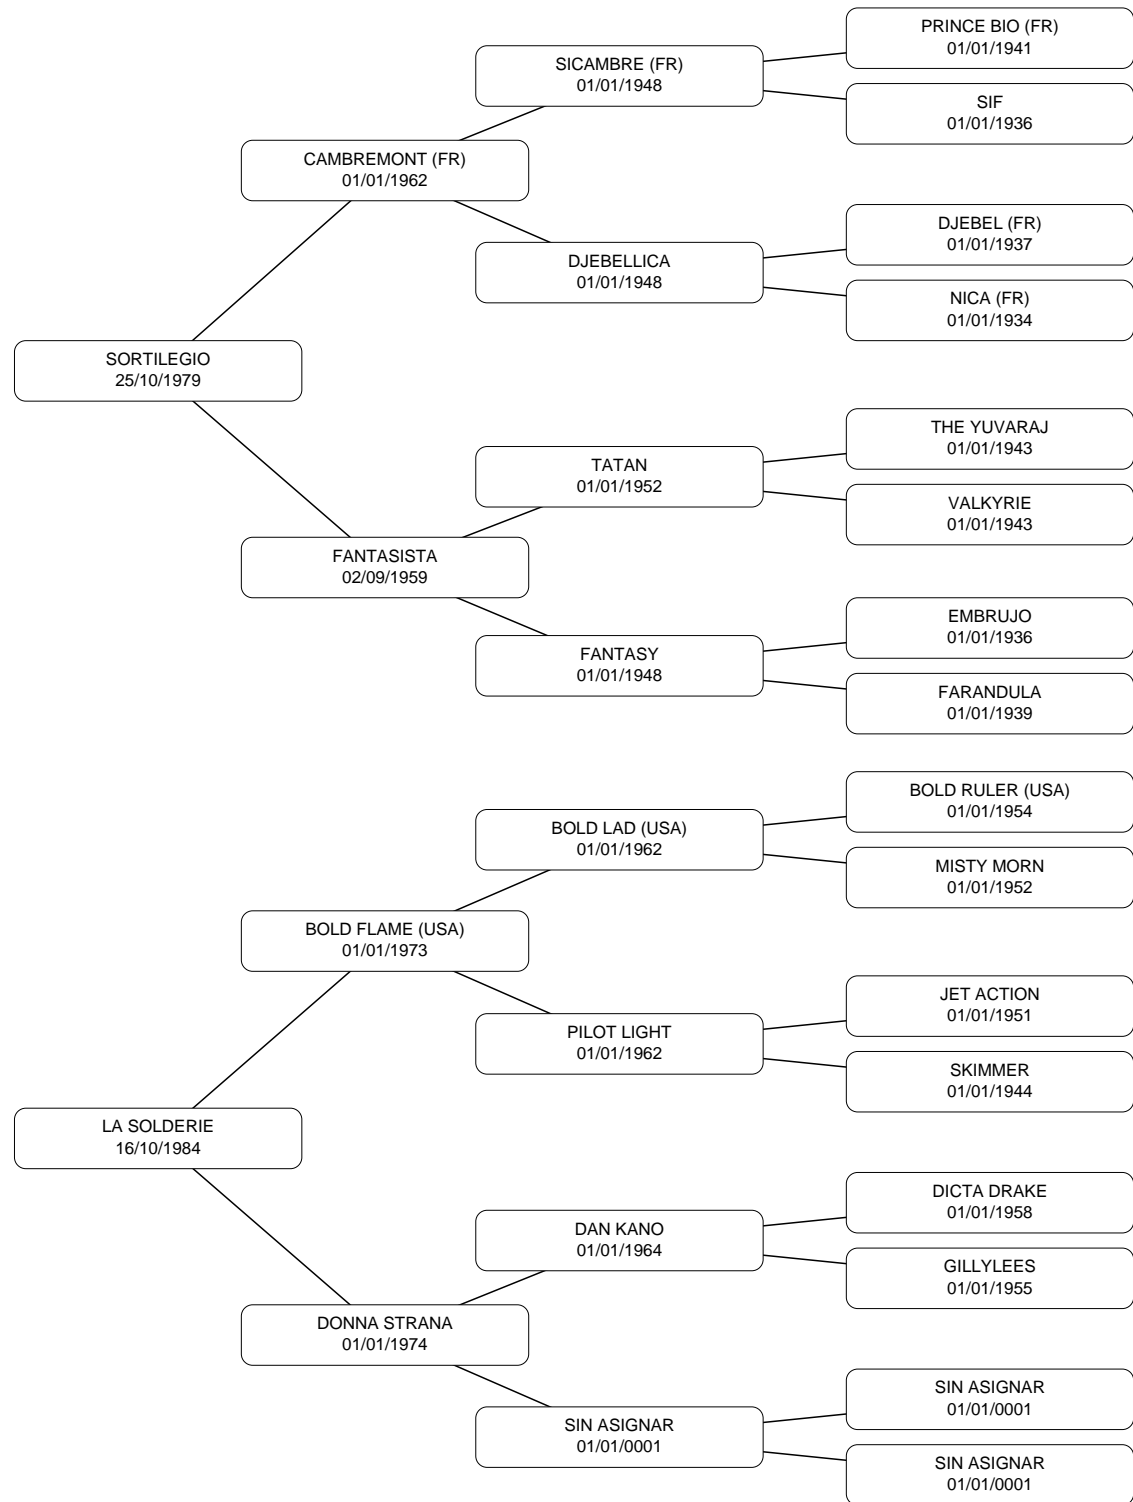 PRINCE BIO (FR)
01/01/1941
SICAMBRE (FR)
01/01/1948
SIF
01/01/1936
CAMBREMONT (FR)
01/01/1962
DJEBEL (FR)
01/01/1937
DJEBELLICA
01/01/1948
NICA (FR)
01/01/1934
SORTILEGIO
25/10/1979
THE YUVARAJ
01/01/1943
TATAN
01/01/1952
VALKYRIE
01/01/1943
FANTASISTA
02/09/1959
EMBRUJO
01/01/1936
FANTASY
01/01/1948
FARANDULA
01/01/1939
BOLD RULER (USA)
01/01/1954
BOLD LAD (USA)
01/01/1962
MISTY MORN
01/01/1952
BOLD FLAME (USA)
01/01/1973
JET ACTION
01/01/1951
PILOT LIGHT
01/01/1962
SKIMMER
01/01/1944
LA SOLDERIE
16/10/1984
DICTA DRAKE
01/01/1958
DAN KANO
01/01/1964
GILLYLEES
01/01/1955
DONNA STRANA
01/01/1974
SIN ASIGNAR
01/01/0001
SIN ASIGNAR
01/01/0001
SIN ASIGNAR
01/01/0001